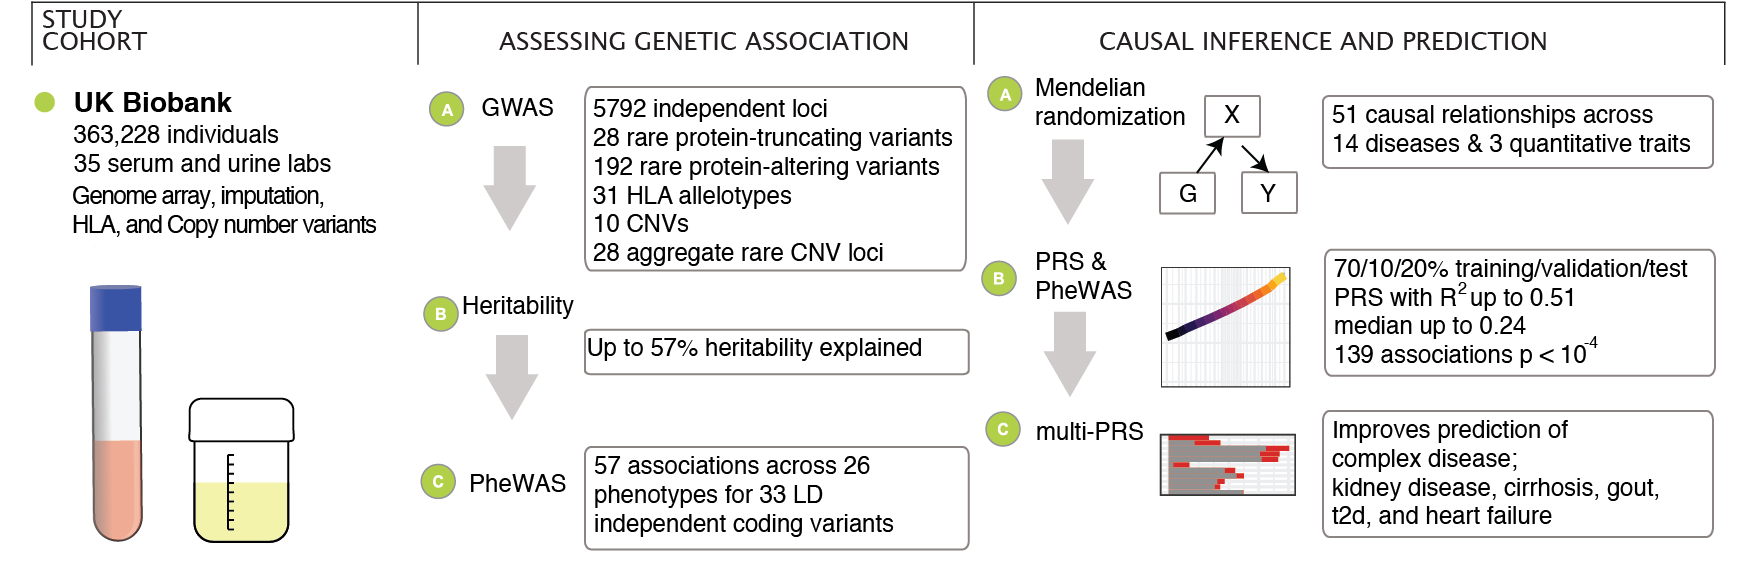 STUDY
COHORT
ASSESSING GENETIC ASSOCIATION
CAUSAL INFERENCE AND PREDICTION
UK Biobank
363,228 individuals
35 serum and urine labs
Genome array, imputation,
HLA, and Copy number variants
A GWAS
5792 independent loci
28 rare protein-truncating variants
192 rare protein-altering variants
31 HLA allelotypes
10 CNVs
28 aggregate rare CNV loci
B Heritability
Up to 57% heritability explained
C PheWAS
57 associations across 26
phenotypes for 33 LD
independent coding variants
A Mendelian
randomization
X
G
Y
51 causal relationships across
14 diseases & 3 quantitative traits
B PRS &
PheWAS
70/10/20% training/validation/test
PRS with R² up to 0.51
median up to 0.24
139 associations p < 10⁻⁴
C multi-PRS
Improves prediction of
complex disease;
kidney disease, cirrhosis, gout,
t2d, and heart failure